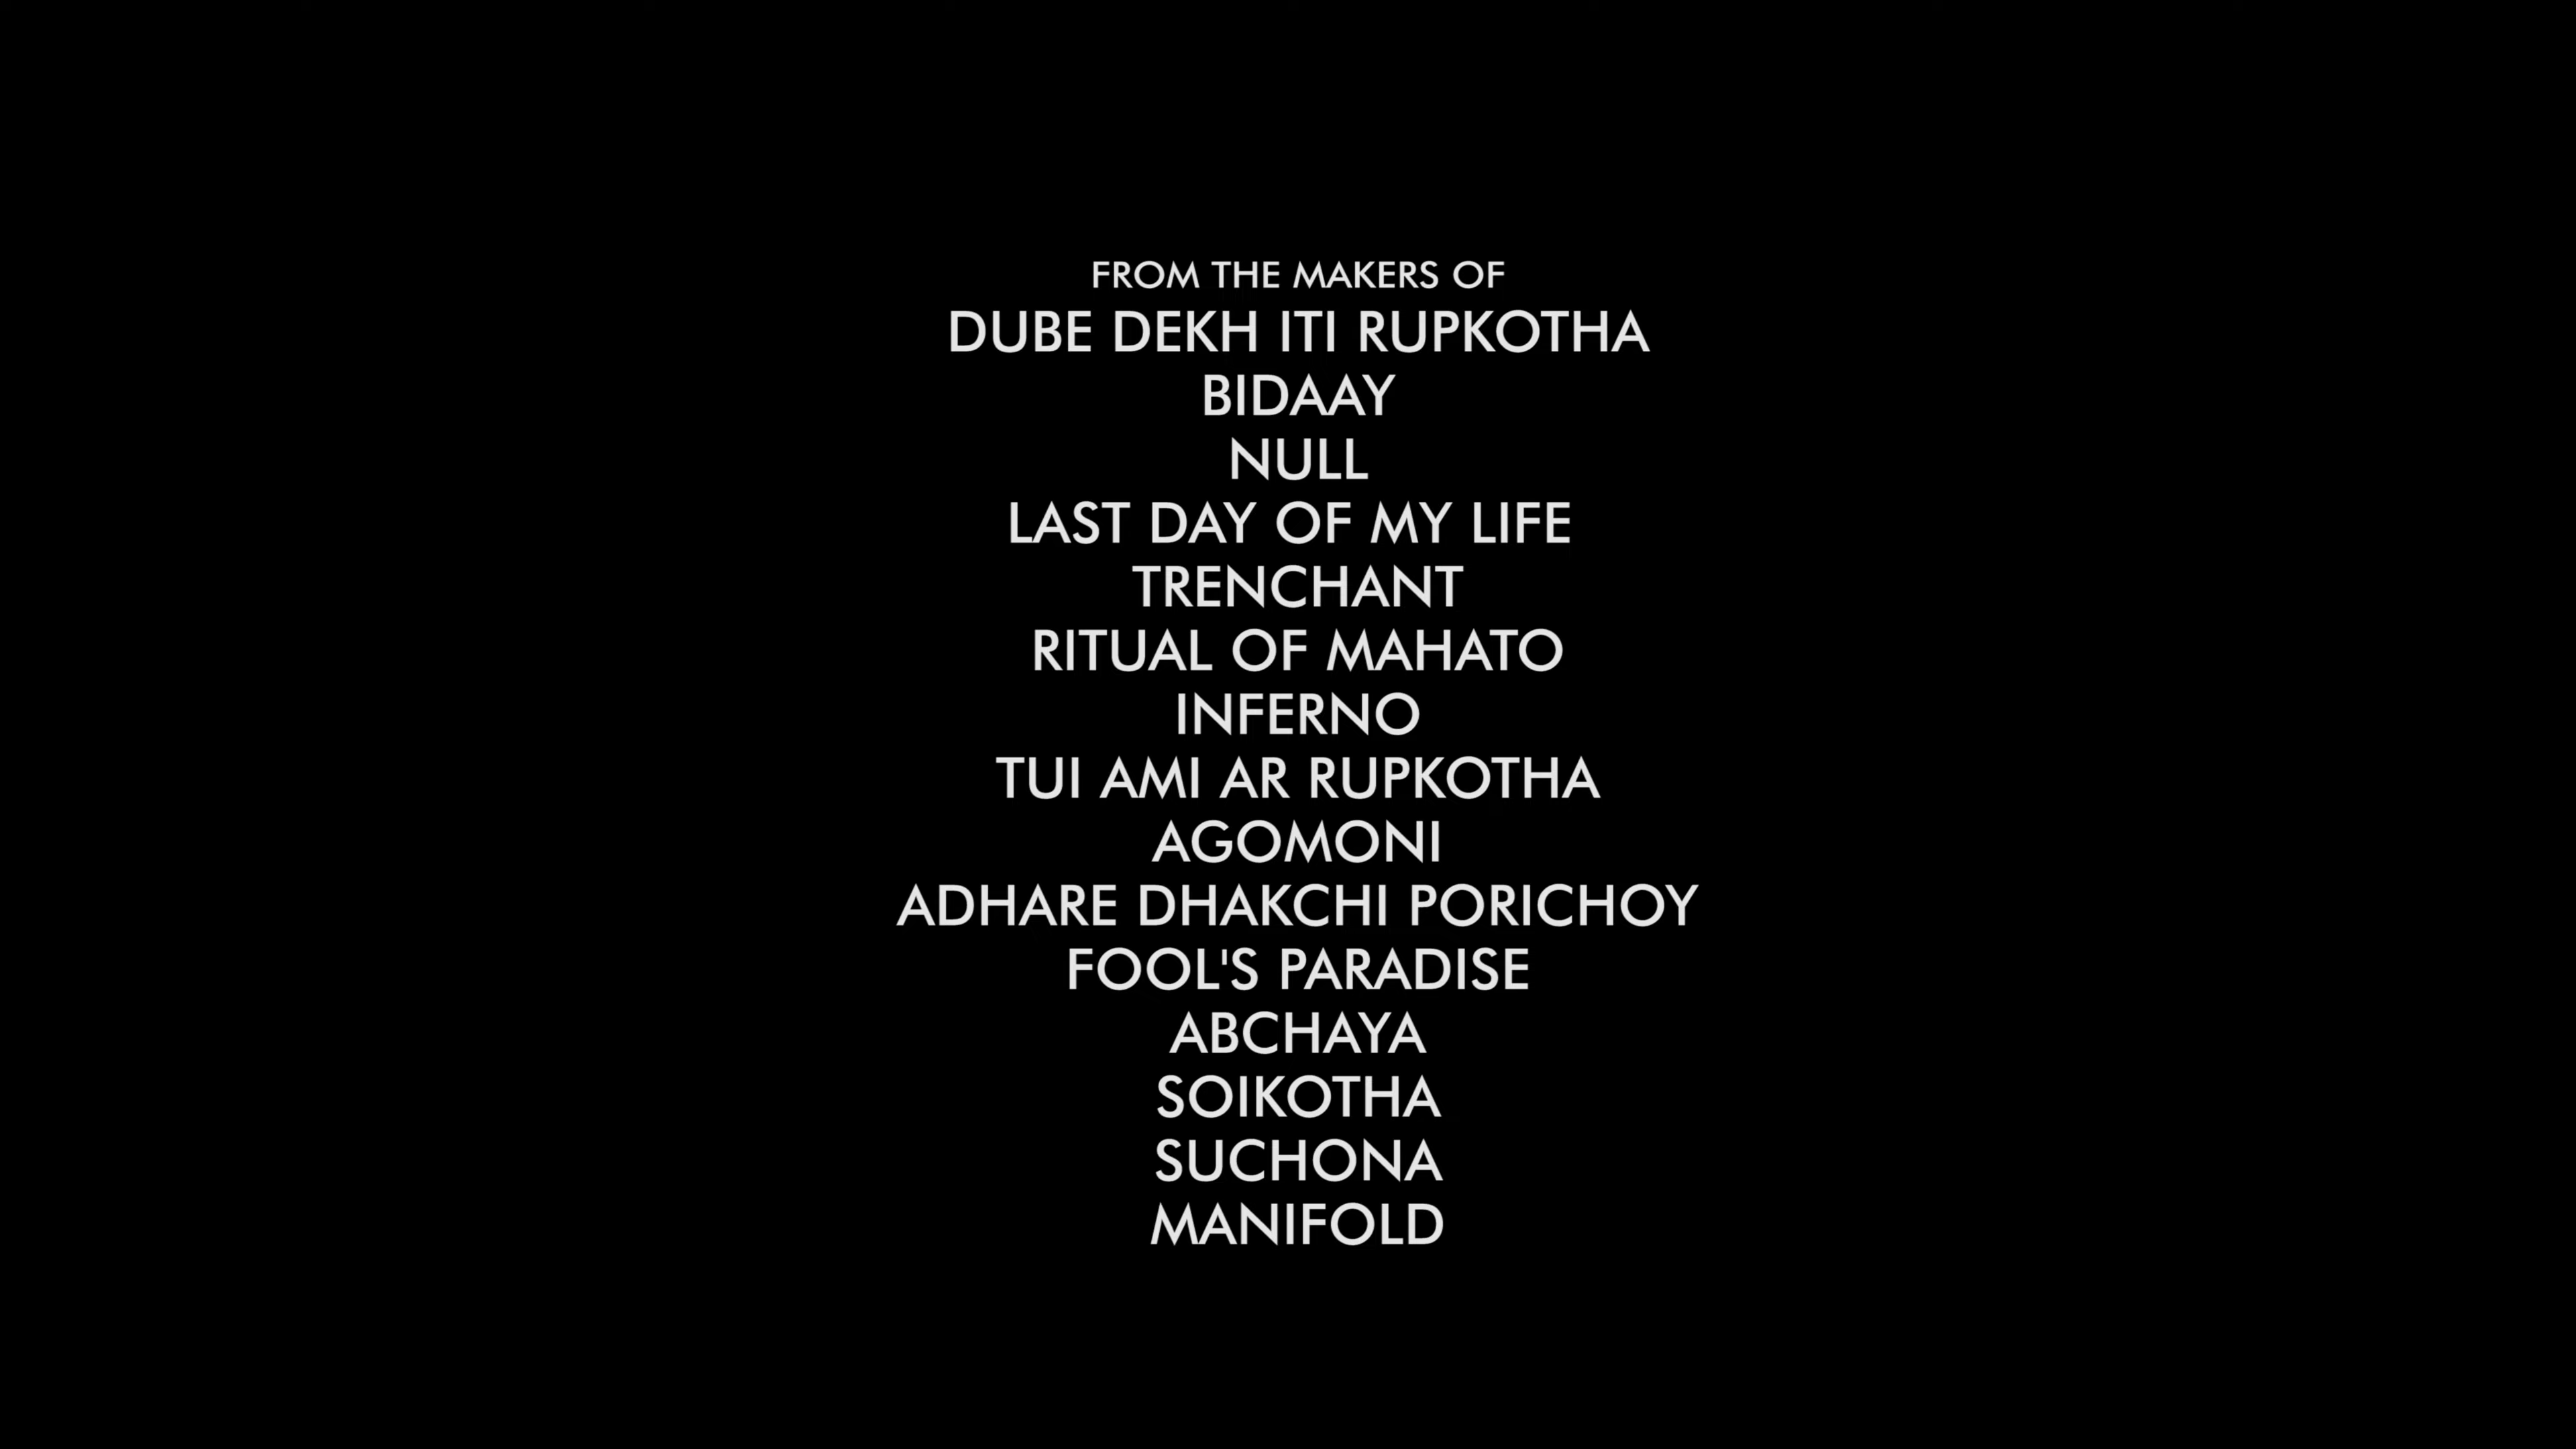 FROM THE MAKERS OF
DUBE DEKH ITI RUPKOTHA
BIDAAY
NULL
LAST DAY OF MY LIFE
TRENCHANT
RITUAL OF MAHATO
INFERNO
TUI AMI AR RUPKOTHA
AGOMONI
ADHARE DHAKCHI PORICHOY
FOOL'S PARADISE
ABCHAYA
SOIKOTHA
SUCHONA
MANIFOLD